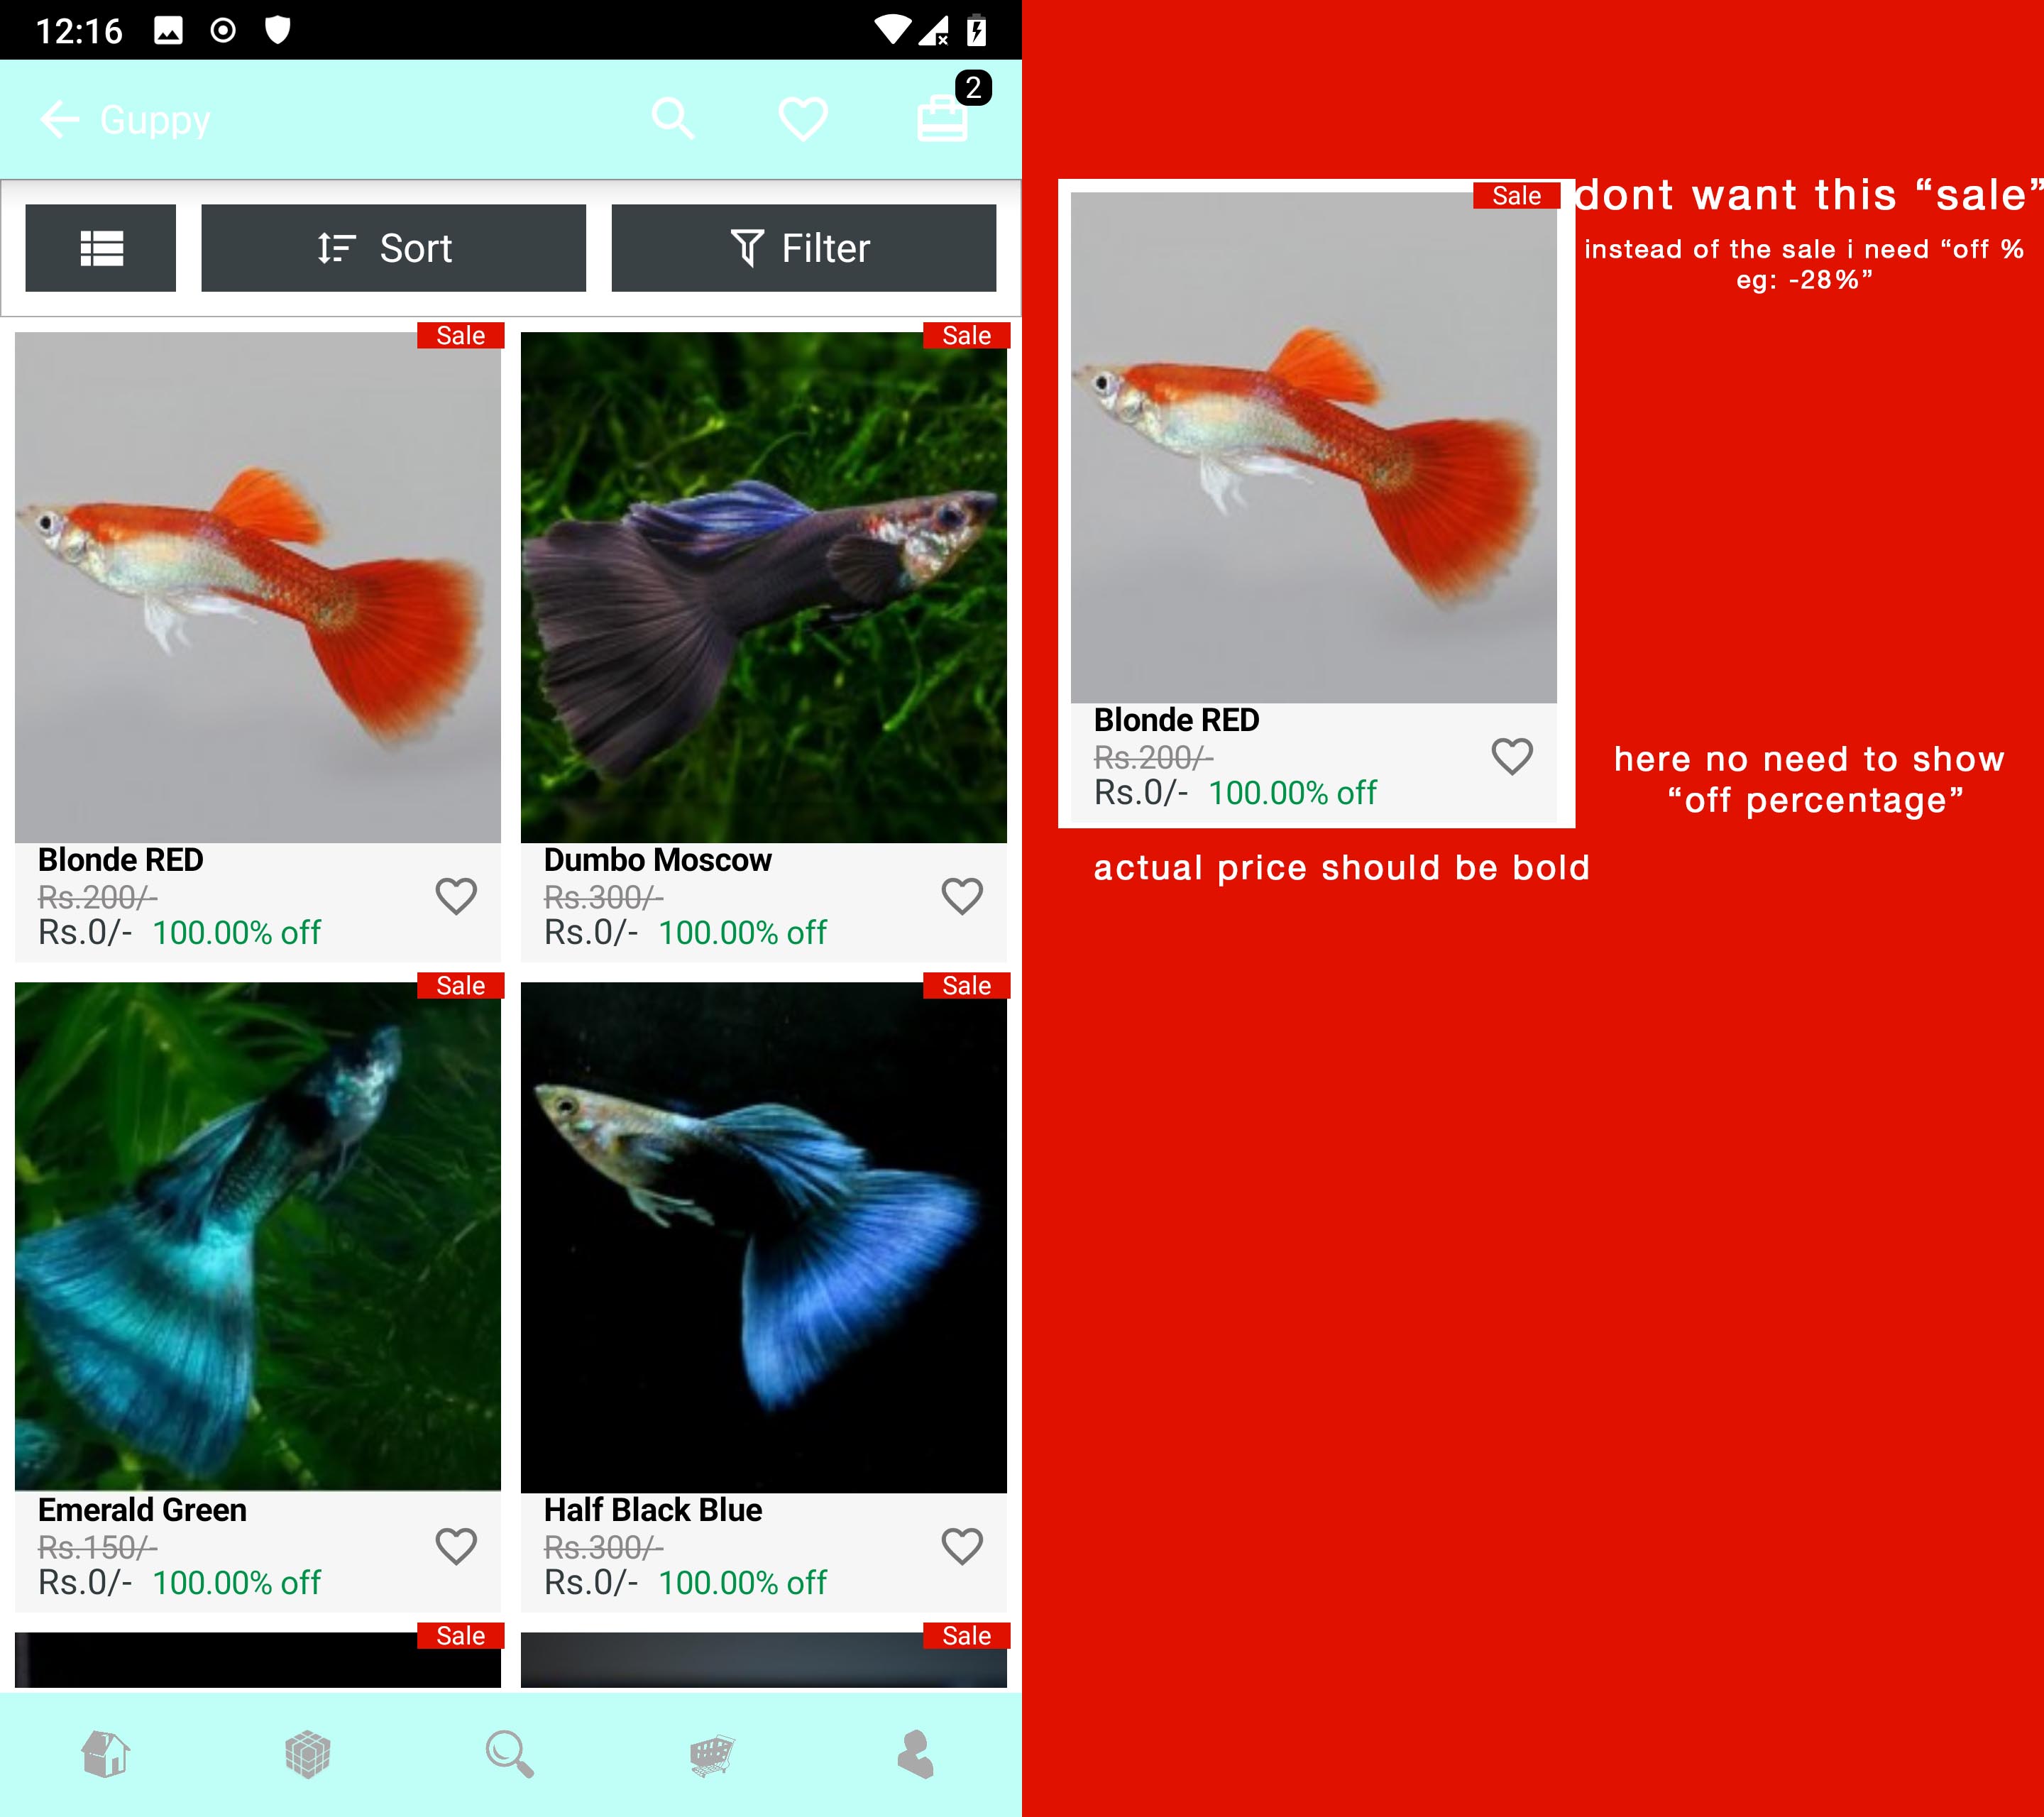 12:16
2
Guppy
Sort
Filter
Sale
Sale
Blonde RED
Rs.200/-
Rs.0/- 100.00% off
Dumbo Moscow
Rs.300/-
Rs.0/- 100.00% off
Sale
Sale
Emerald Green
Rs.150/-
Rs.0/- 100.00% off
Half Black Blue
Rs.300/-
Rs.0/- 100.00% off
Sale
Sale
Sale
dont want this “sale”
instead of the sale i need “off %
eg: -28%”
Blonde RED
Rs.200/-
Rs.0/- 100.00% off
here no need to show
“off percentage”
actual price should be bold